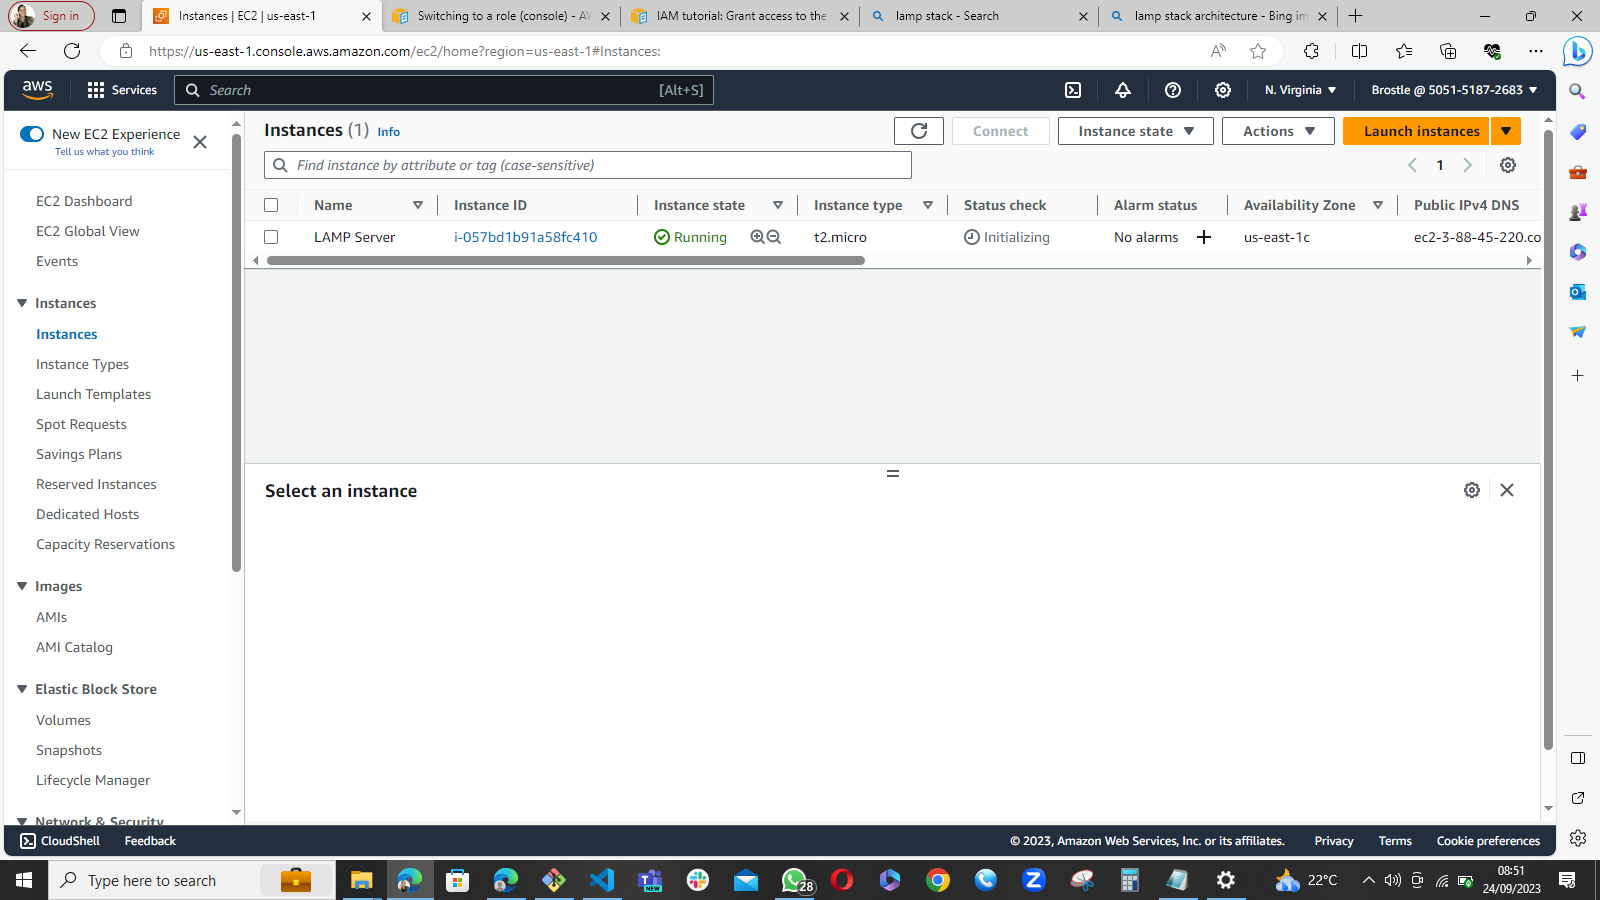 Sign in
Instances | EC2 | us-east-1
Switching to a role (console) - AW
IAM tutorial: Grant access to the
lamp stack - Search
lamp stack architecture - Bing im
https://us-east-1.console.aws.amazon.com/ec2/home?region=us-east-1#Instances:
aws
Services
Search
[Alt+S]
N. Virginia
Brostle @ 5051-5187-2683
New EC2 Experience
Tell us what you think
EC2 Dashboard
EC2 Global View
Events
Instances
Instances
Instance Types
Launch Templates
Spot Requests
Savings Plans
Reserved Instances
Dedicated Hosts
Capacity Reservations
Images
AMIs
AMI Catalog
Elastic Block Store
Volumes
Snapshots
Lifecycle Manager
Network & Security
Instances (1) Info
Connect
Instance state
Actions
Launch instances
Find instance by attribute or tag (case-sensitive)
1
Name Instance ID Instance state Instance type Status check Alarm status Availability Zone Public IPv4 DNS
LAMP Server i-057bd1b91a58fc410 Running t2.micro Initializing No alarms us-east-1c ec2-3-88-45-220.co
Select an instance
CloudShell
Feedback
© 2023, Amazon Web Services, Inc. or its affiliates.
Privacy
Terms
Cookie preferences
Type here to search
NEW
28
22°C
08:51
24/09/2023